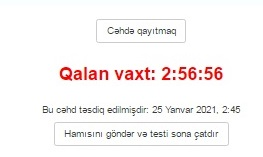 Cəhdə qayıtmaq
Qalan vaxt: 2:56:56
Bu cəhd təsdiq edilmişdir: 25 Yanvar 2021, 2:45
Hamısını göndər və testi sona çatdır